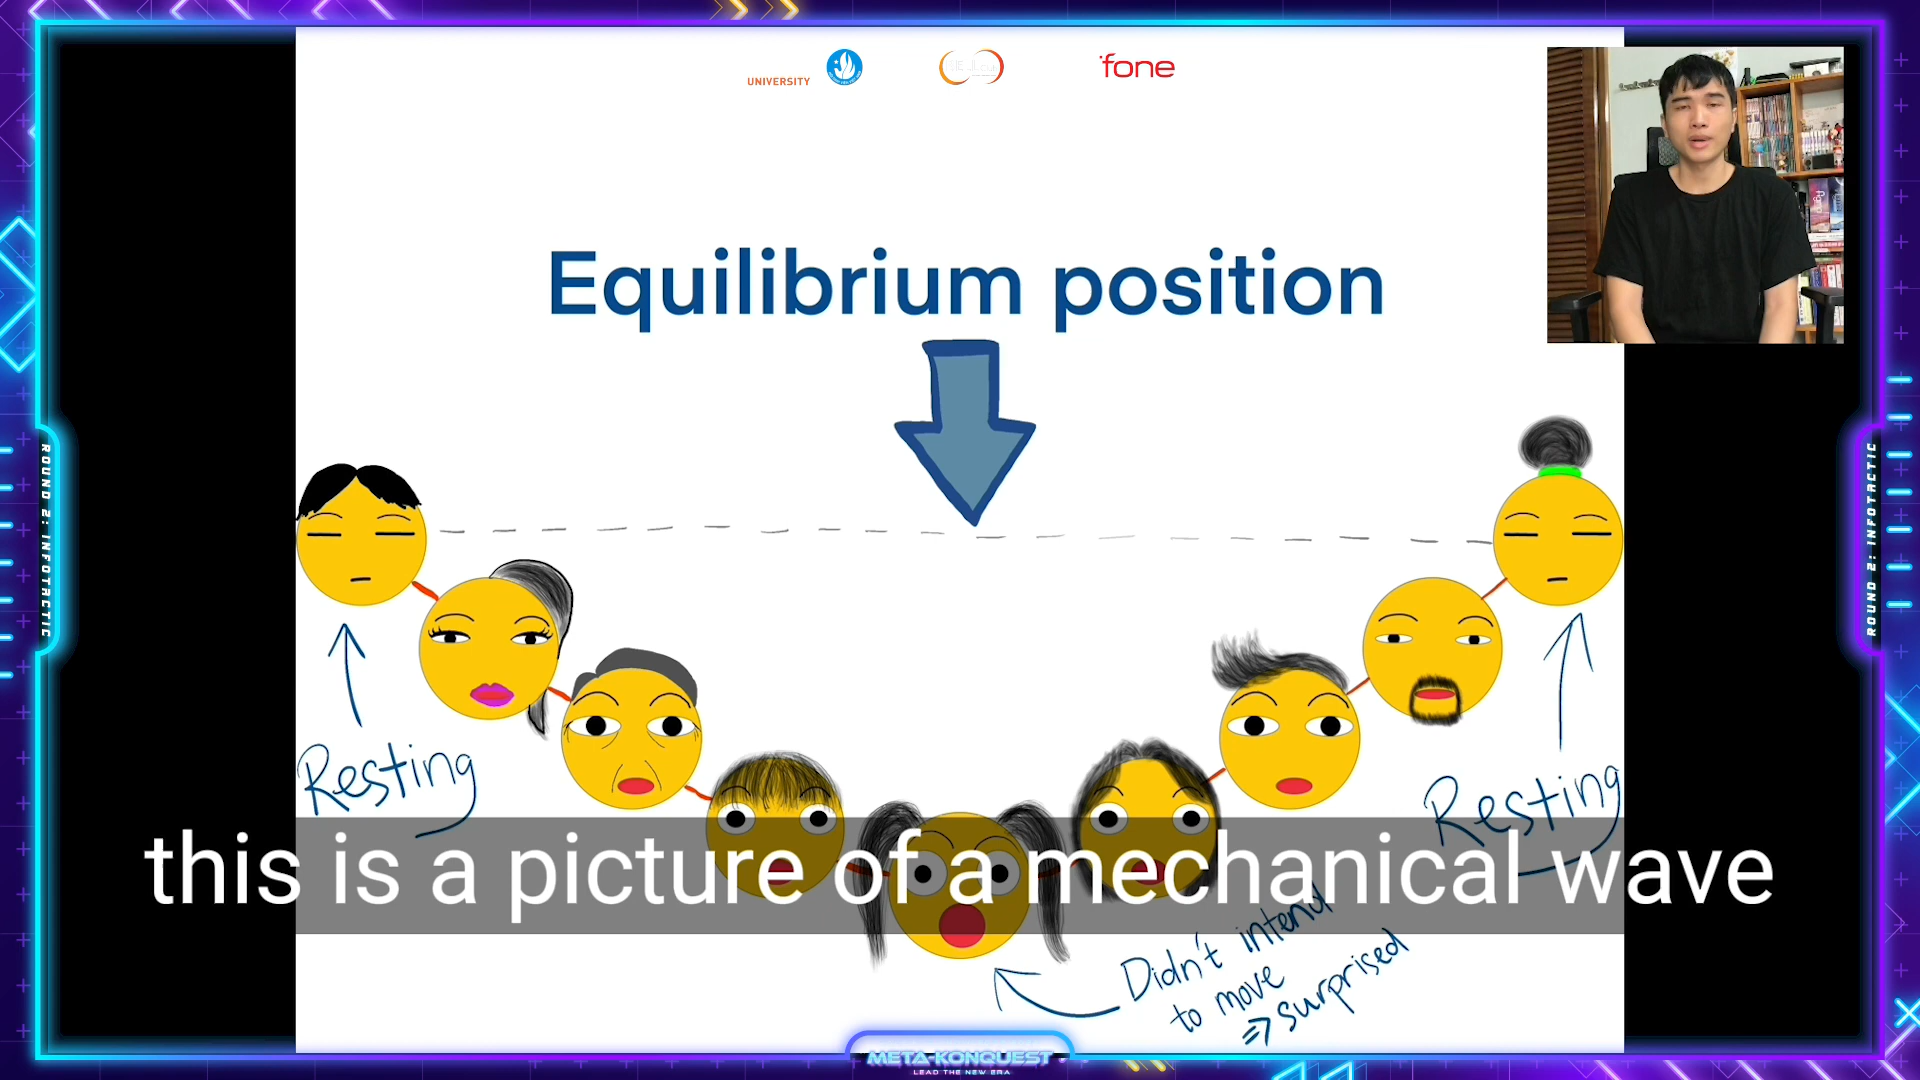 UNIVERSITY
fone
Equilibrium position
Resting
Resting
this is a picture of a mechanical wave
Didn't intend
to move
=> surprised
ROUND 2: INFOTACTIC
ROUND 2: INFOTACTIC
META-KONQUEST
LEAD THE NEW ERA